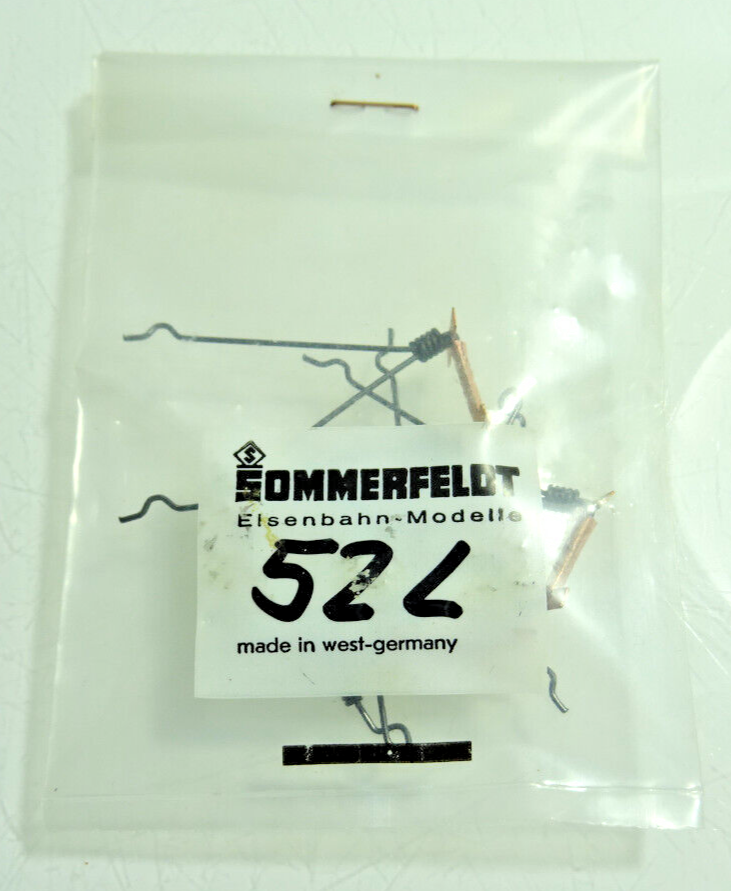 S
SOMMERFELDT
Eisenbahn-Modelle
522
made in west-germany